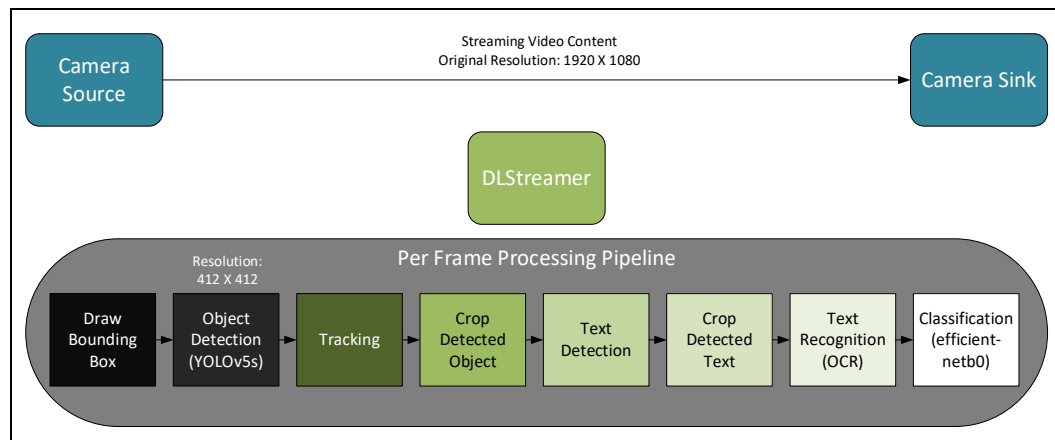 Camera
Source
Streaming Video Content
Original Resolution: 1920 X 1080
Camera Sink
DLStreamer
Per Frame Processing Pipeline
Resolution:
412 X 412
Draw
Bounding
Box
Object
Detection
(YOLOv5s)
Tracking
Crop
Detected
Object
Text
Detection
Crop
Detected
Text
Text
Recognition
(OCR)
Classification
(efficient-
netb0)